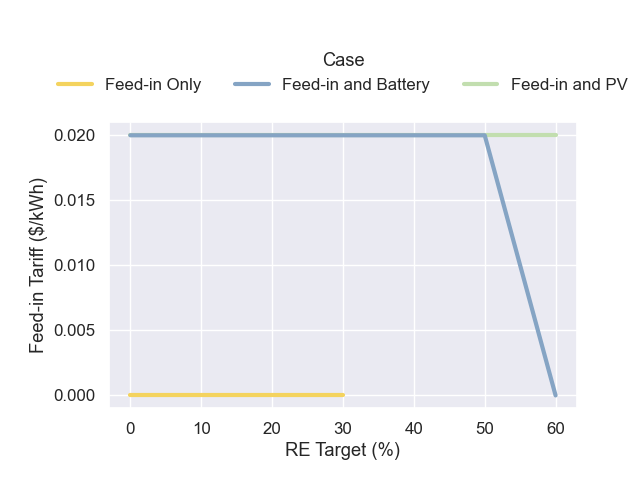 Case
Feed-in Only Feed-in and Battery Feed-in and PV
0.020
0.015
0.010
0.005
0.000
Feed-in Tariff ($/kWh)
0 10 20 30 40 50 60
RE Target (%)